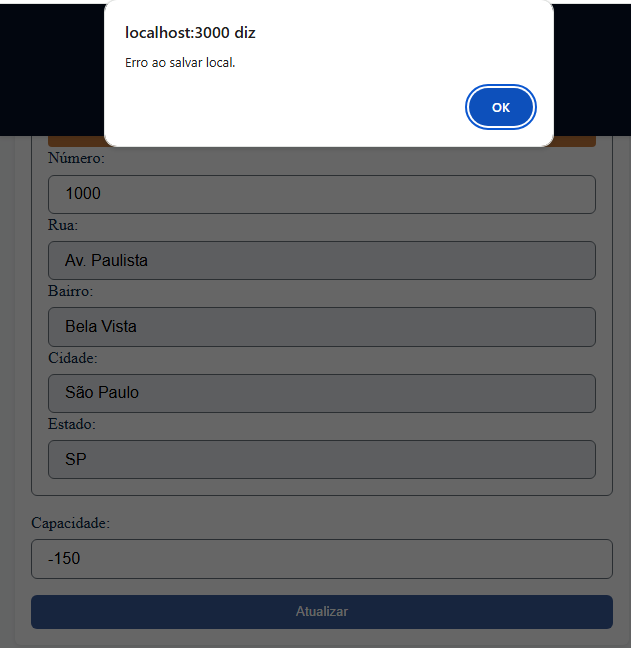 localhost:3000 diz
Erro ao salvar local.
OK
Número:
1000
Rua:
Av. Paulista
Bairro:
Bela Vista
Cidade:
São Paulo
Estado:
SP
Capacidade:
-150
Atualizar